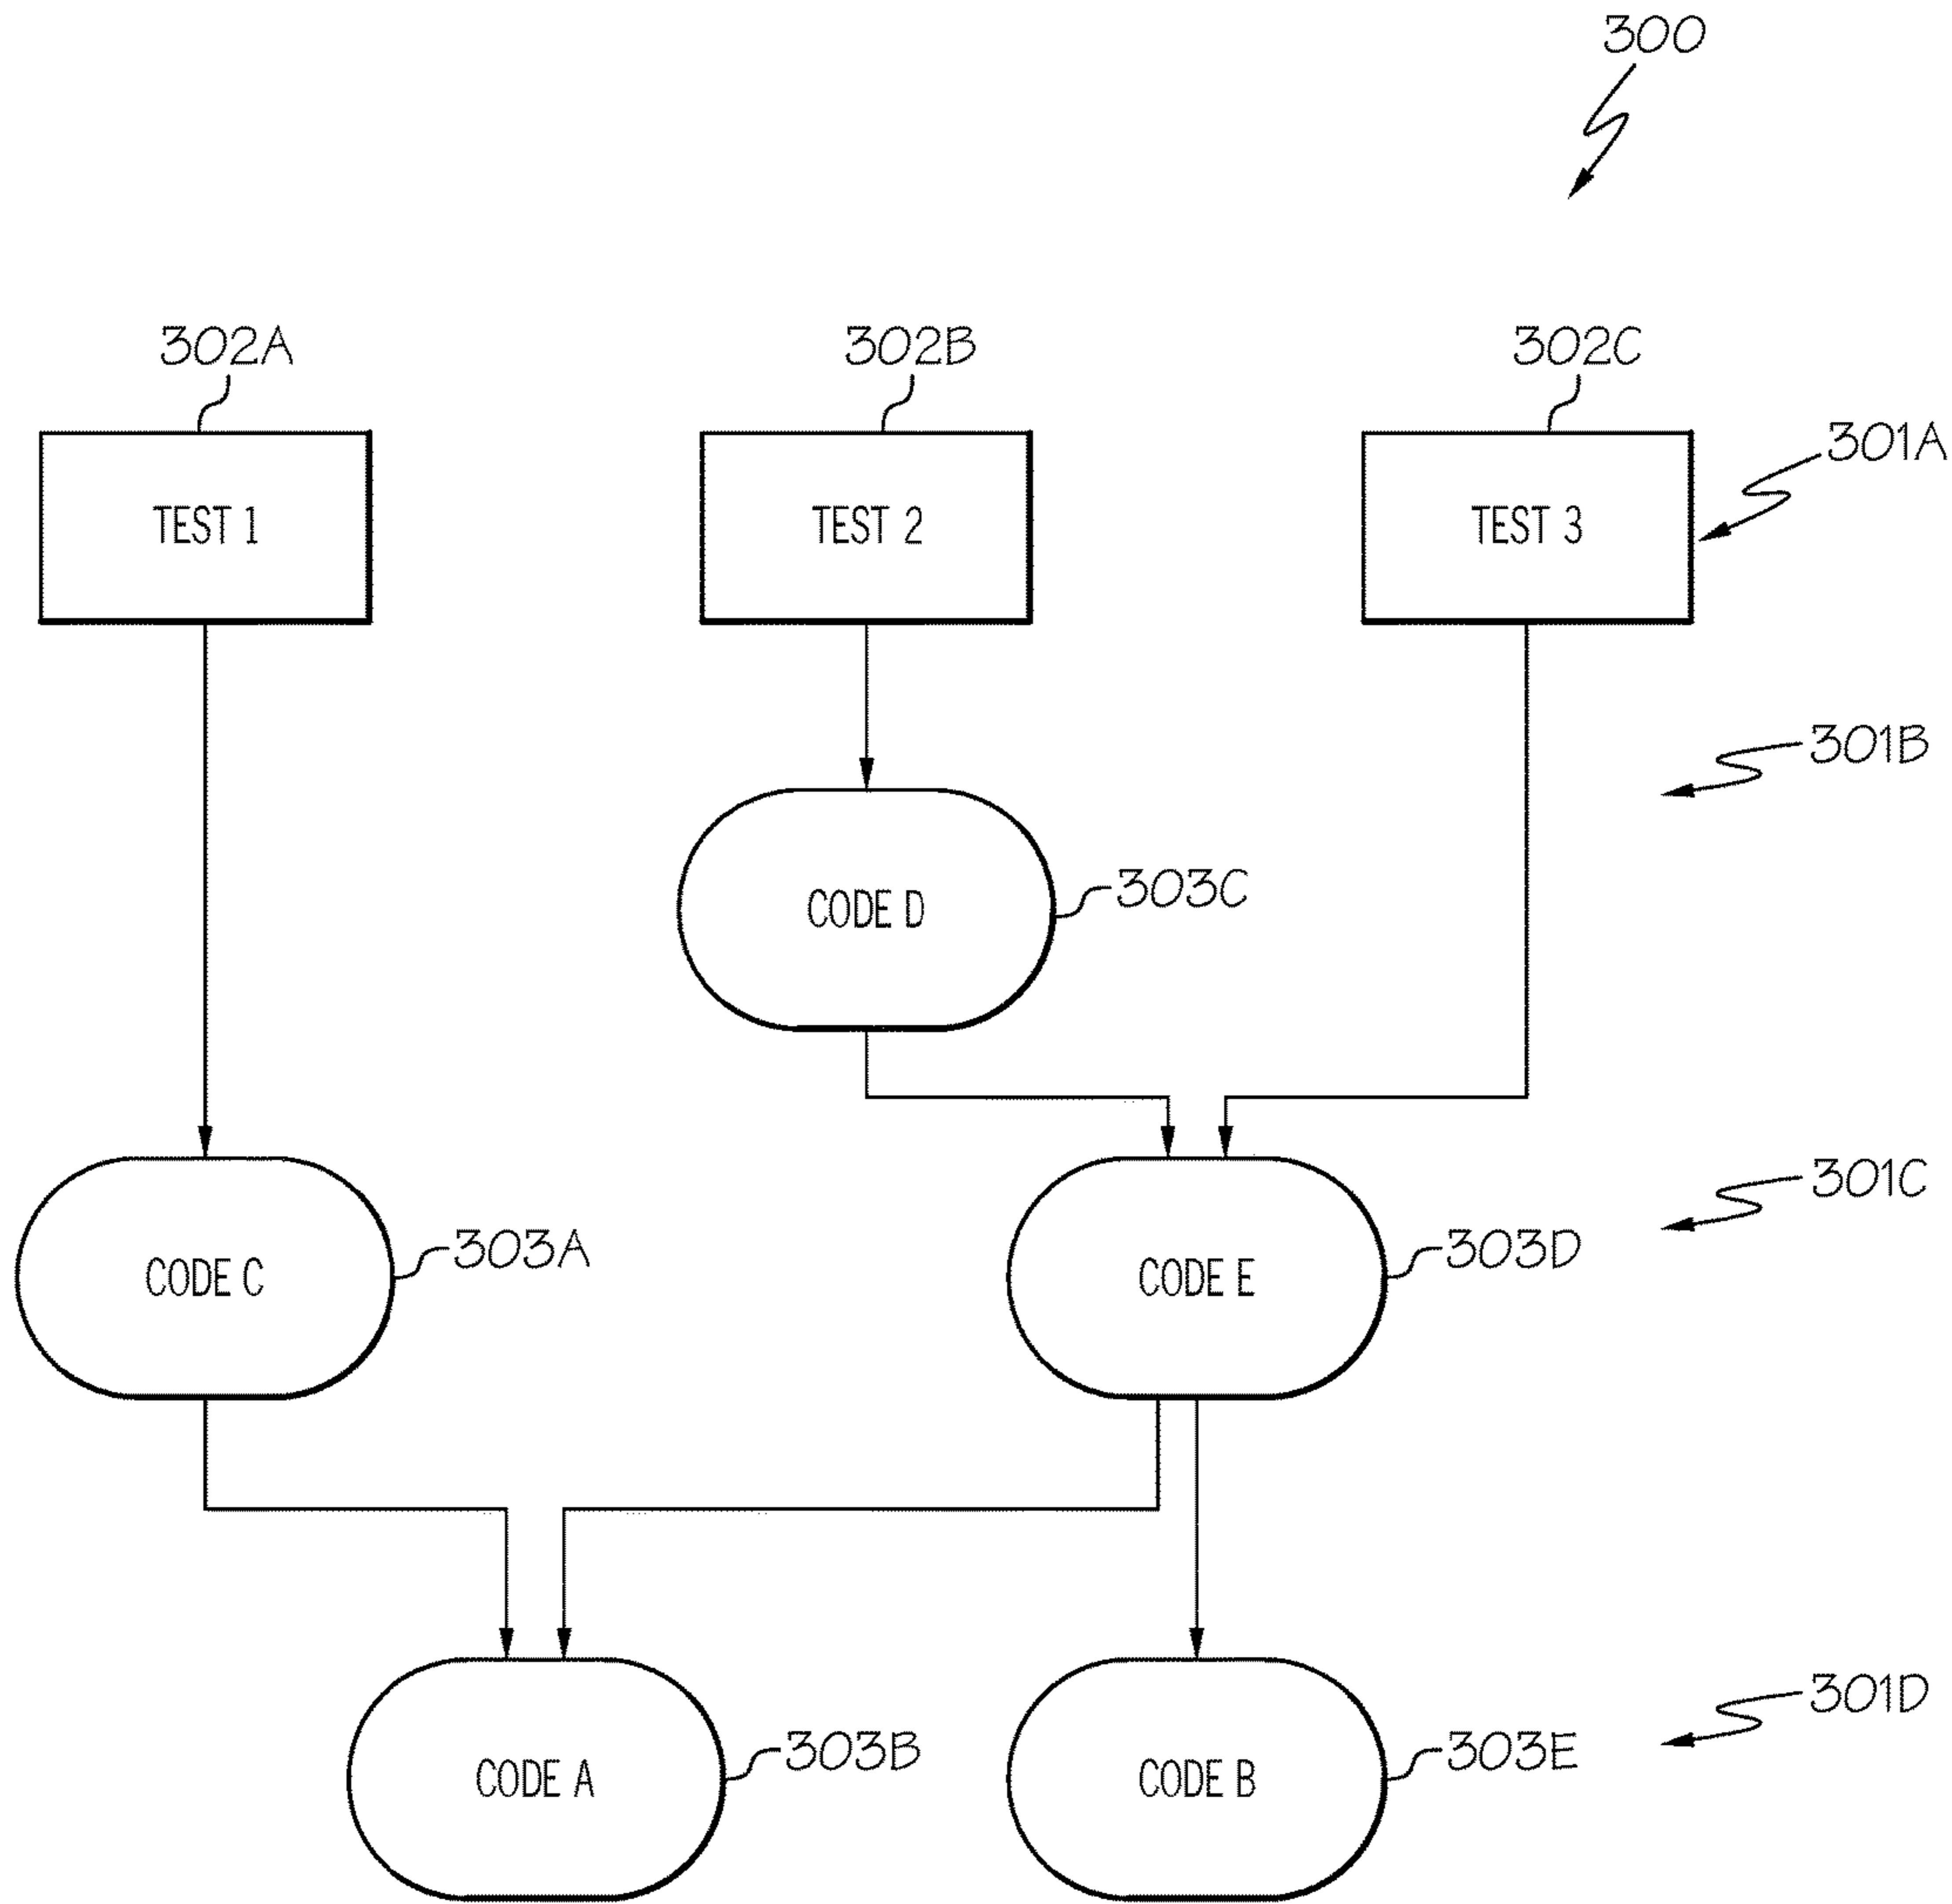 300
302A
302B
302C
301A
TEST 1
TEST 2
TEST 3
301B
CODE D
303C
301C
CODE C
303A
CODE E
303D
301D
CODE A
303B
CODE B
303E